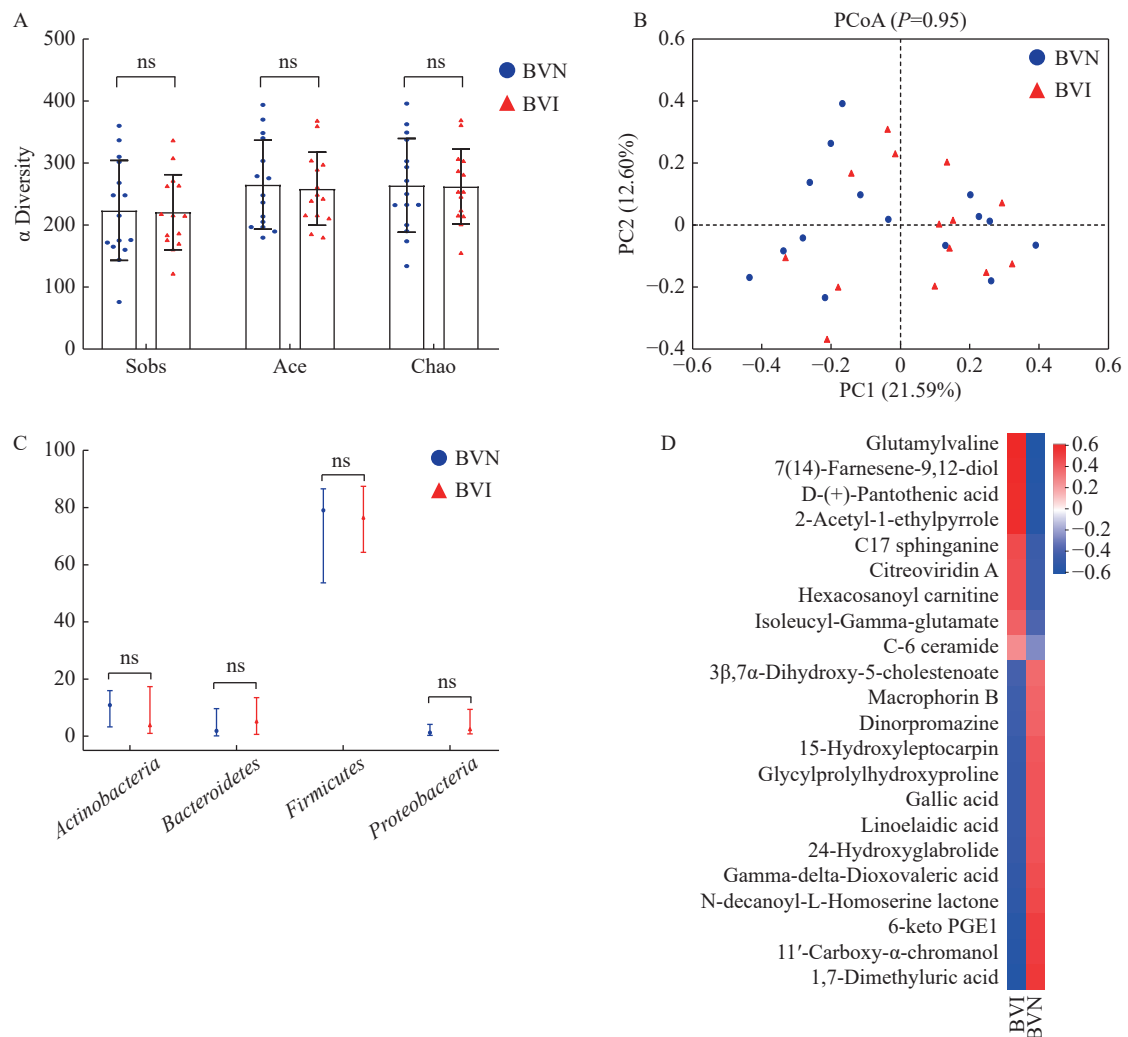 A
500
400
300
200
100
0
α Diversity
ns
ns
ns
BVN
BVI
Sobs
Ace
Chao
B
PCoA (P=0.95)
0.6
0.4
0.2
0
−0.2
−0.4
PC2 (12.60%)
BVN
BVI
−0.6
−0.4
−0.2
0
0.2
0.4
0.6
PC1 (21.59%)
C
100
80
60
40
20
0
ns
ns
ns
ns
BVN
BVI
Actinobacteria
Bacteroidetes
Firmicutes
Proteobacteria
D
Glutamylvaline
7(14)-Farnesene-9,12-diol
D-(+)-Pantothenic acid
2-Acetyl-1-ethylpyrrole
C17 sphinganine
Citreoviridin A
Hexacosanoyl carnitine
Isoleucyl-Gamma-glutamate
C-6 ceramide
3β,7α-Dihydroxy-5-cholestenoate
Macrophorin B
Dinorpromazine
15-Hydroxyleptocarpin
Glycylprolylhydroxyproline
Gallic acid
Linoelaidic acid
24-Hydroxyglabrolide
Gamma-delta-Dioxovaleric acid
N-decanoyl-L-Homoserine lactone
6-keto PGE1
11′-Carboxy-α-chromanol
1,7-Dimethyluric acid
BVI
BVN
0.6
0.4
0.2
0
−0.2
−0.4
−0.6